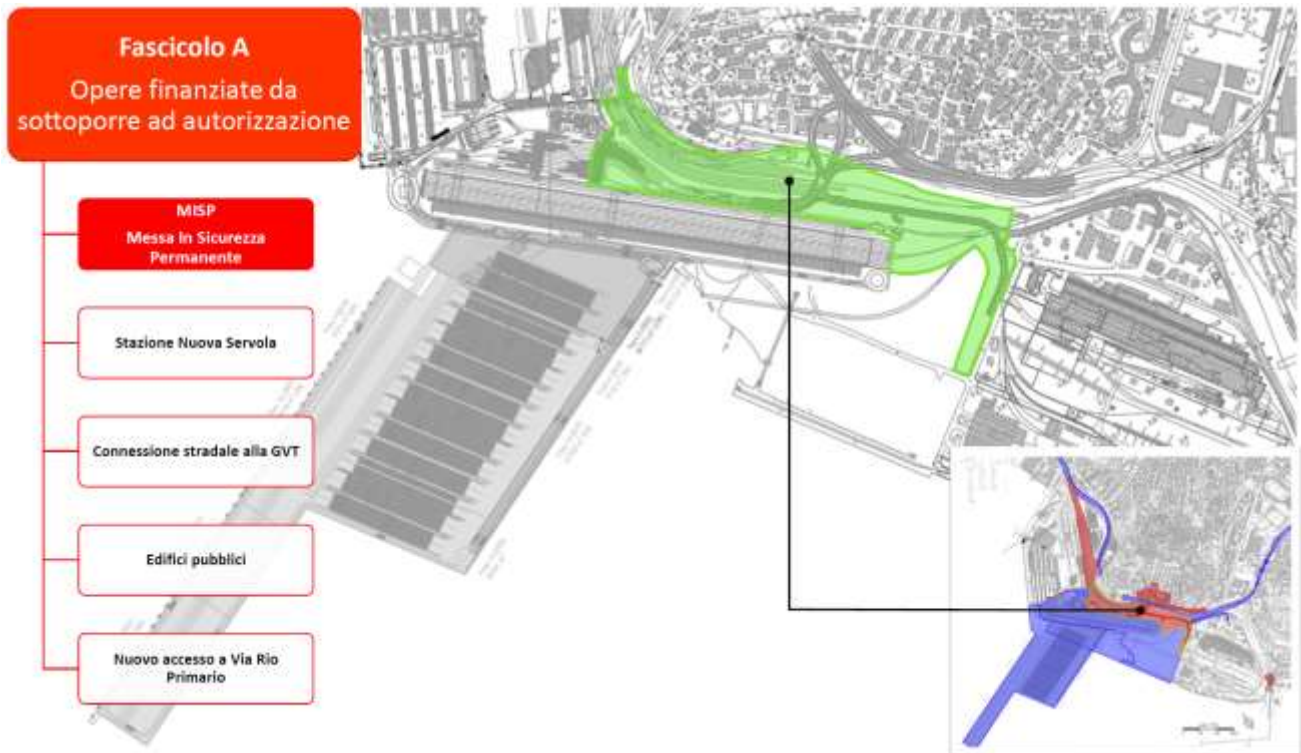 Fascicolo A
Opere finanziate da
sottoporre ad autorizzazione
MISP
Messa In Sicurezza
Permanente
Stazione Nuova Servola
Connessione stradale alla GVT
Edifici pubblici
Nuovo accesso a Via Rio
Primario